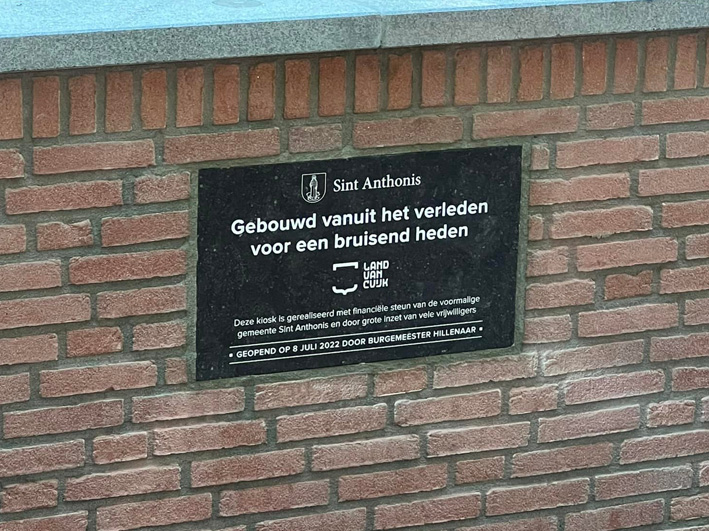 Sint Anthonis
Gebouwd vanuit het verleden
voor een bruisend heden
LAND
VAN
CUIJK
Deze kiosk is gerealiseerd met financiële steun van de voormalige
gemeente Sint Anthonis en door grote inzet van vele vrijwilligers
• GEOPEND OP 8 JULI 2022 DOOR BURGEMEESTER HILLENAAR •